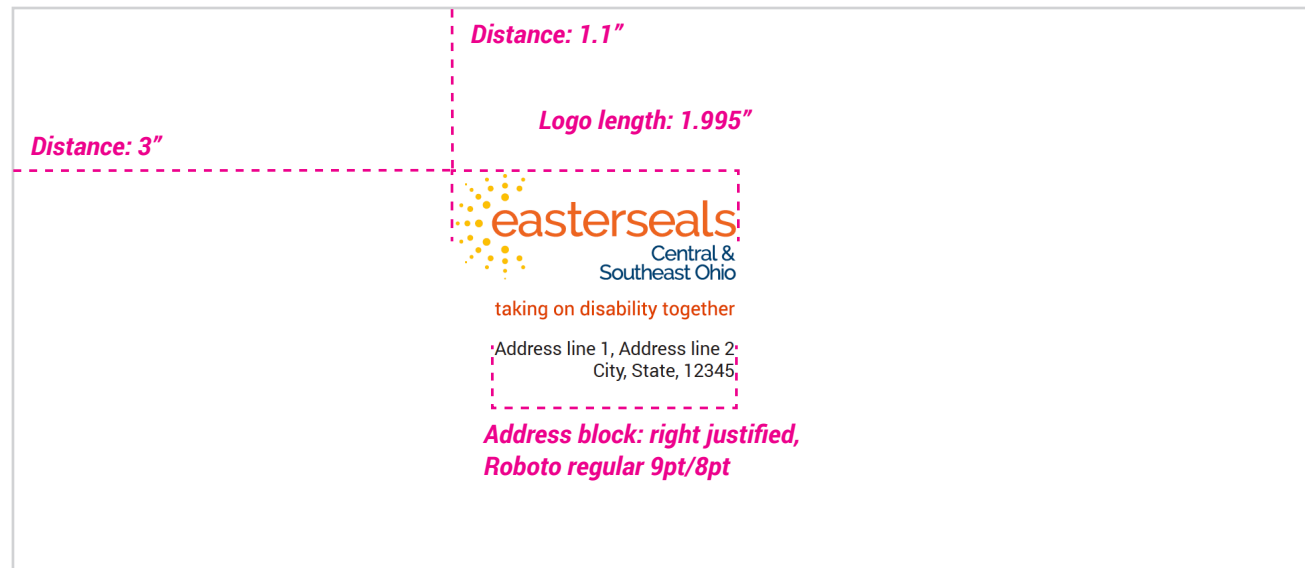 Distance: 1.1”
Logo length: 1.995”
Distance: 3”
easterseals
Central &
Southeast Ohio
taking on disability together
Address line 1, Address line 2
City, State, 12345
Address block: right justified,
Roboto regular 9pt/8pt